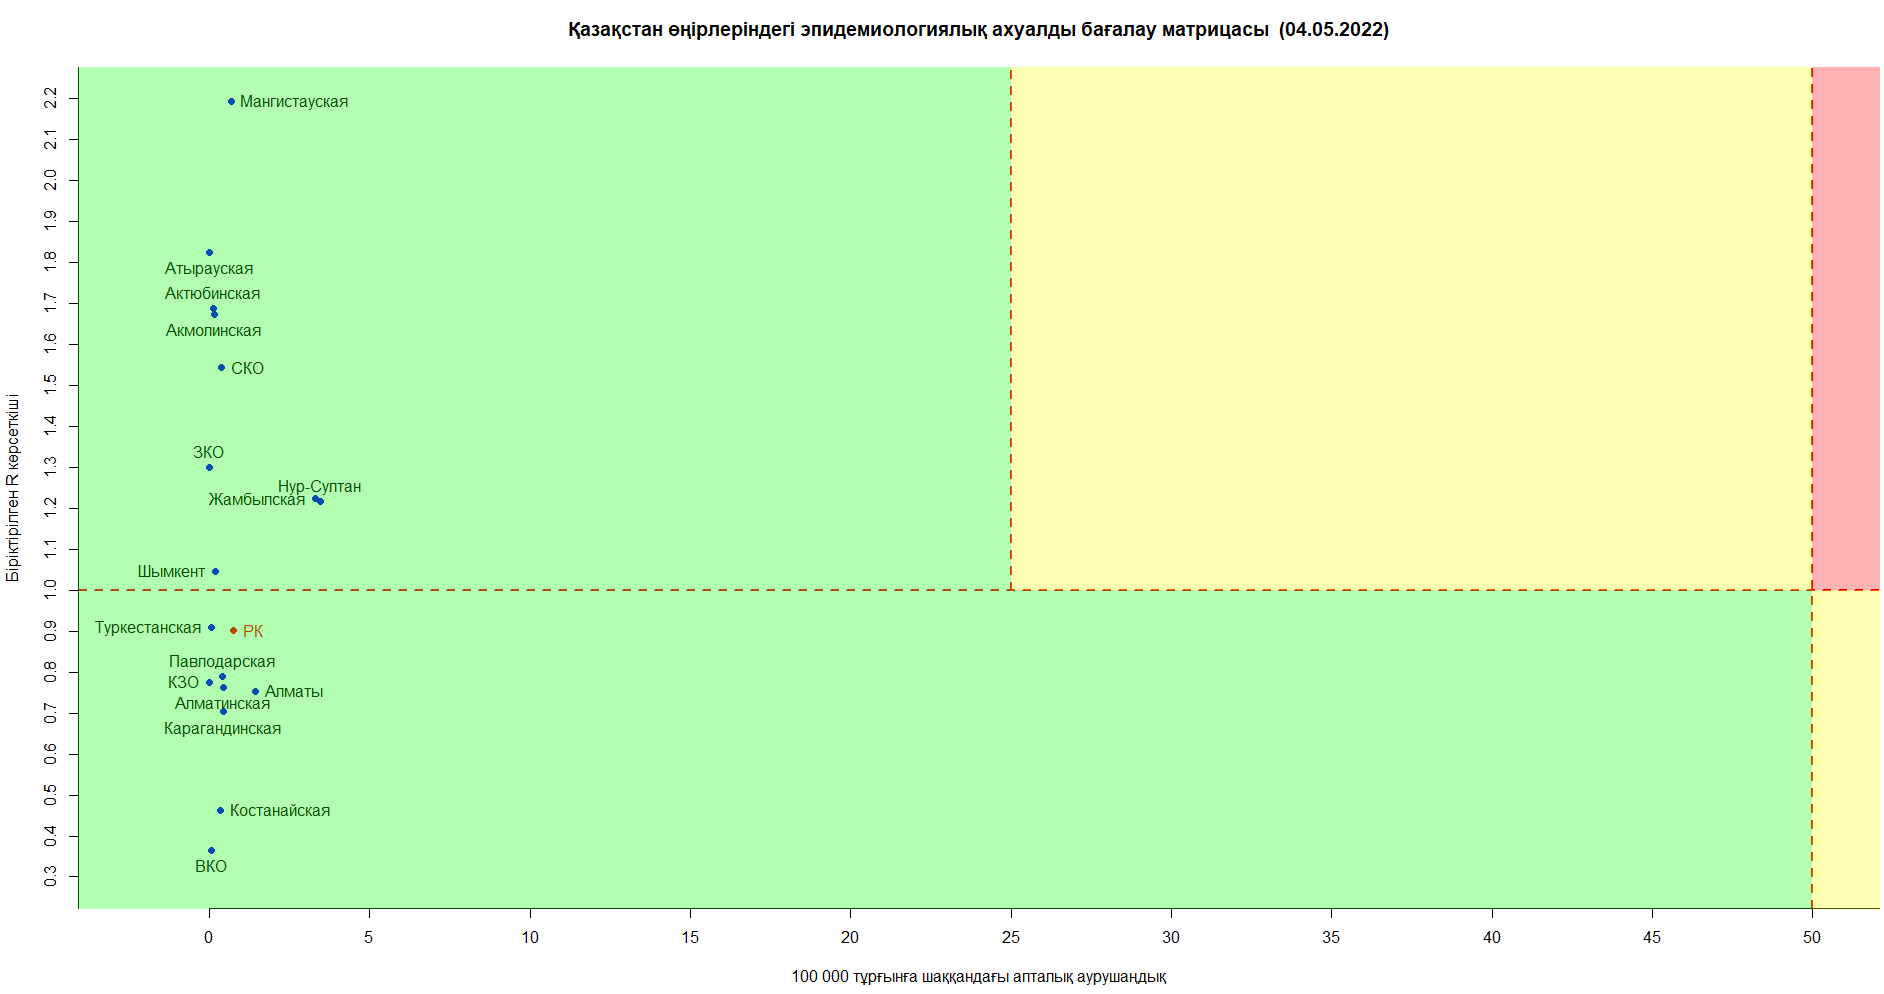 Қазақстан өңірлеріндегі эпидемиологиялық ахуалды бағалау матрицасы (04.05.2022)
Біріктірілген R көрсеткіші
2.2
2.1
2.0
1.9
1.8
1.7
1.6
1.5
1.4
1.3
1.2
1.1
1.0
0.9
0.8
0.7
0.6
0.5
0.4
0.3
Мангистауская
Атырауская
Актюбинская
Акмолинская
СКО
ЗКО
Нур-Султан
Жамбылская
Шымкент
Туркестанская
РК
Павлодарская
КЗО
Алматы
Алматинская
Карагандинская
Костанайская
ВКО
0 5 10 15 20 25 30 35 40 45 50
100 000 тұрғынға шаққандағы апталық аурушаңдық